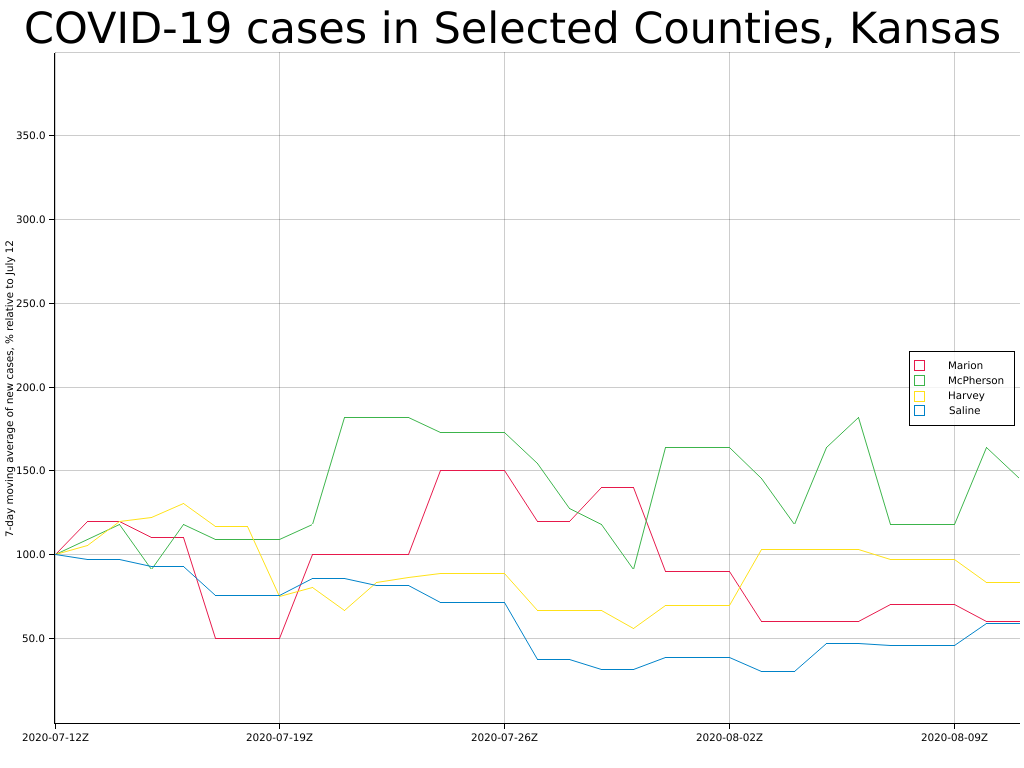 COVID-19 cases in Selected Counties, Kansas
7-day moving average of new cases, % relative to July 12
350.0
300.0
250.0
200.0
150.0
100.0
50.0
Marion
McPherson
Harvey
Saline
2020-07-12Z
2020-07-19Z
2020-07-26Z
2020-08-02Z
2020-08-09Z